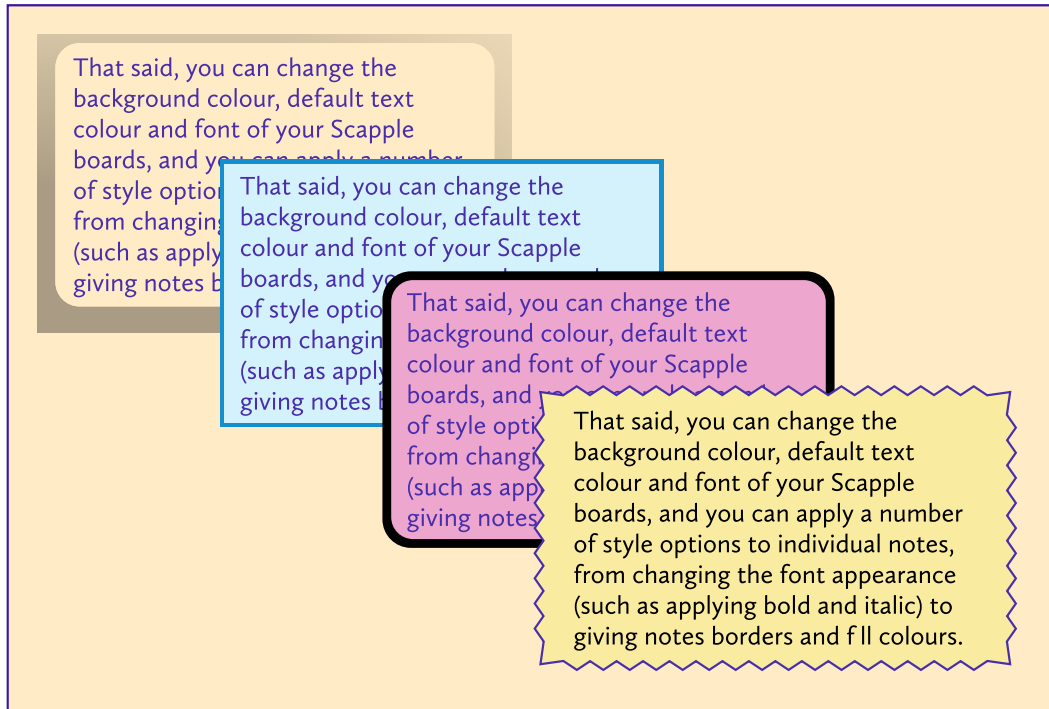 That said, you can change the
background colour, default text
colour and font of your Scapple
boards, and you can apply a number
of style option
from changing
(such as apply
giving notes b
That said, you can change the
background colour, default text
colour and font of your Scapple
boards, and yo
of style optio
from changin
(such as apply
giving notes b
That said, you can change the
background colour, default text
colour and font of your Scapple
boards, and
of style opti
from changi
(such as app
giving notes
That said, you can change the
background colour, default text
colour and font of your Scapple
boards, and you can apply a number
of style options to individual notes,
from changing the font appearance
(such as applying bold and italic) to
giving notes borders and f ll colours.